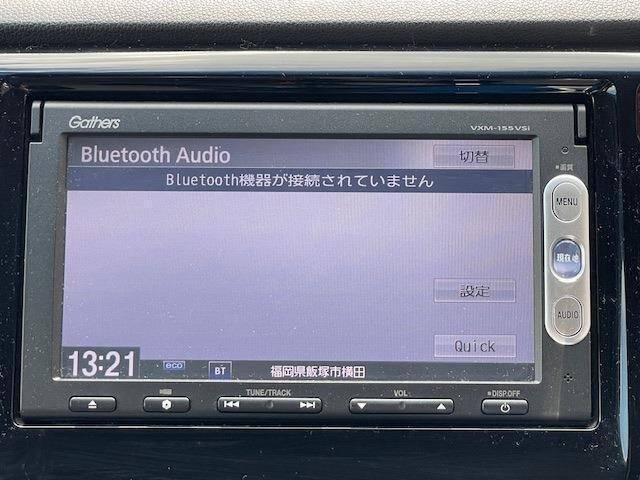 Gathers
VXM-155VSi
Bluetooth Audio
切替
Bluetooth機器が接続されていません
画質
MENU
現在地
AUDIO
設定
Quick
13:21
eco
BT
福岡県飯塚市横田
TUNE/TRACK
VOL
DISP.OFF